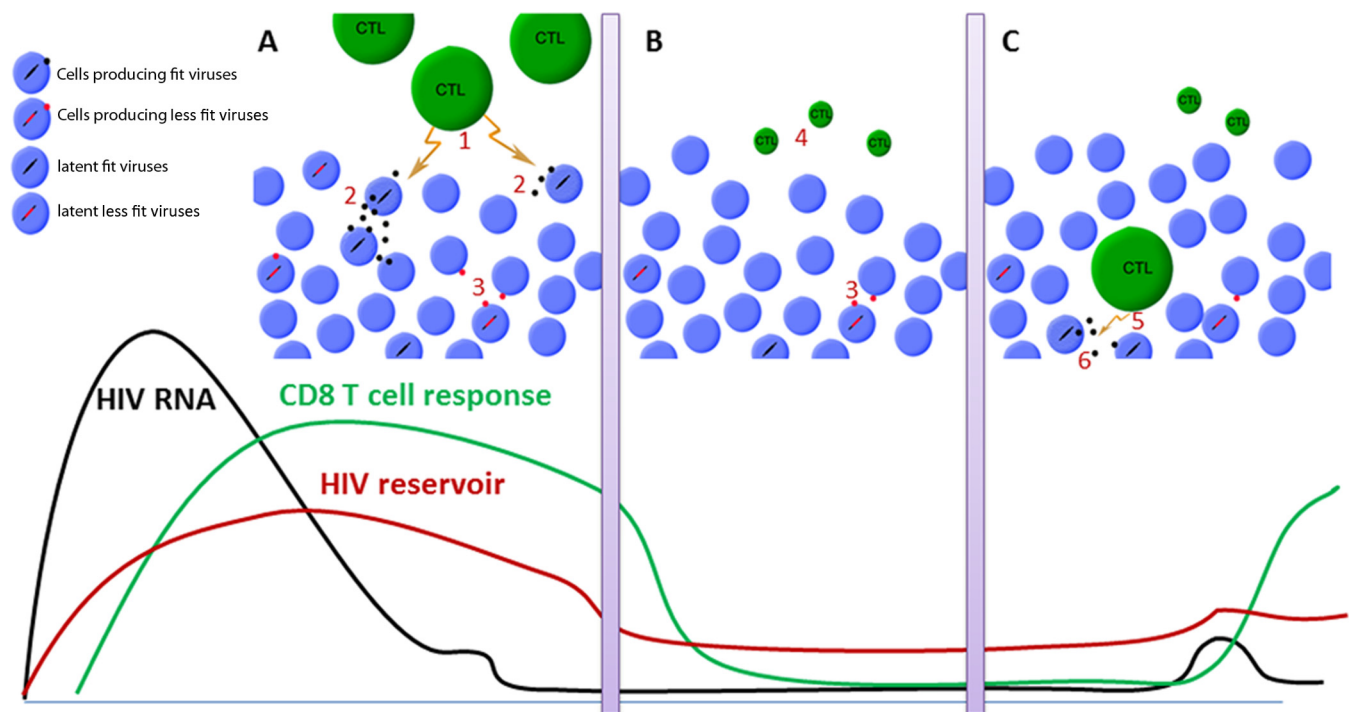 A
B
C
CTL
CTL
CTL
CTL
CTL
CTL
CTL
CTL
CTL
Cells producing fit viruses
Cells producing less fit viruses
latent fit viruses
latent less fit viruses
1
2
2
3
4
3
5
6
HIV RNA
CD8 T cell response
HIV reservoir